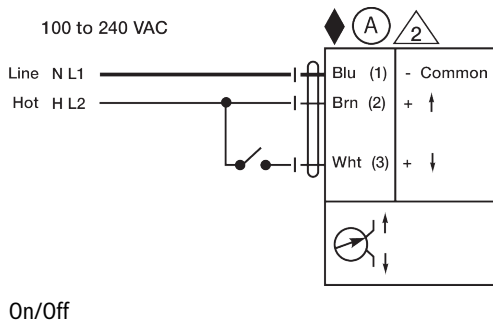 100 to 240 VAC
A
2
Line N L1
Blu (1) - Common
Hot H L2
Brn (2) +
Wht (3) +
On/Off